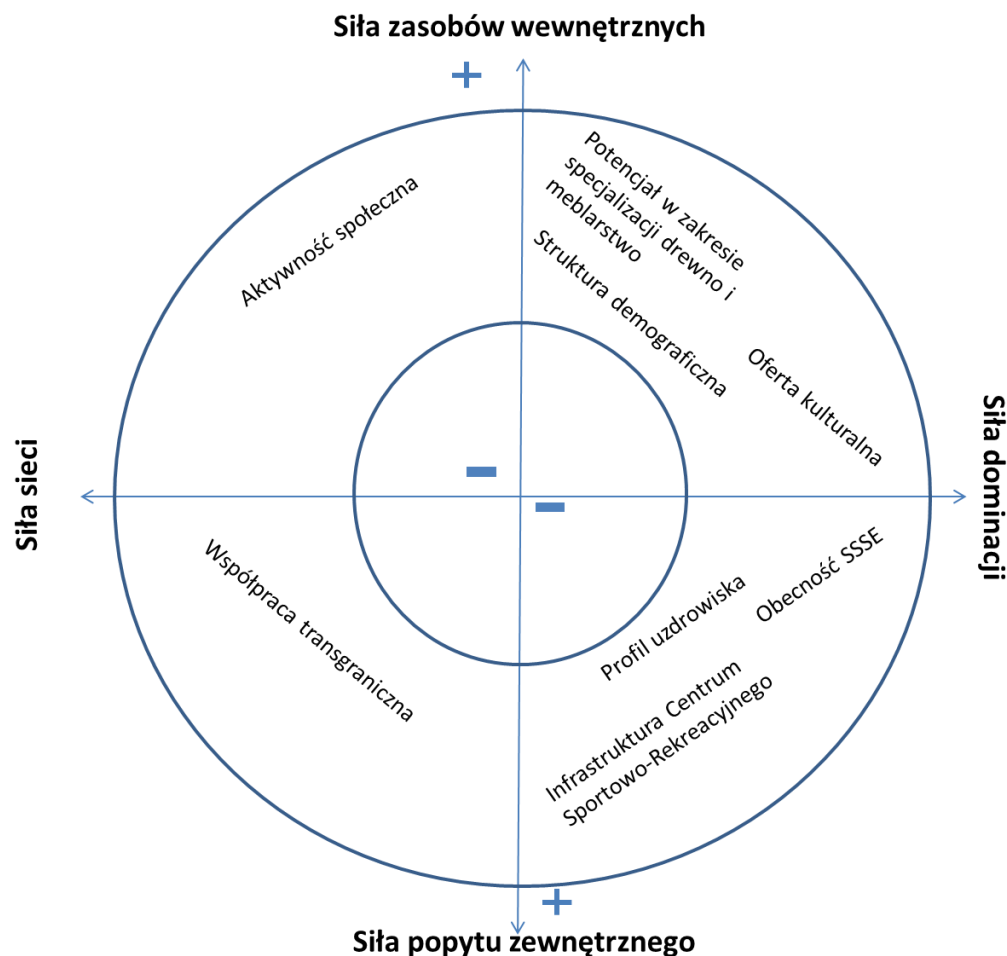 Siła zasobów wewnętrznych
+
Aktywność społeczna
Potencjał w zakresie
specjalizacji drewno i
meblarstwo
Struktura demograficzna
Oferta kulturalna
Siła sieci
Siła dominacji
Współpraca transgraniczna
Profil uzdrowiska
Obecność SSSE
Infrastruktura Centrum
Sportowo-Rekreacyjnego
+
Siła popytu zewnętrznego